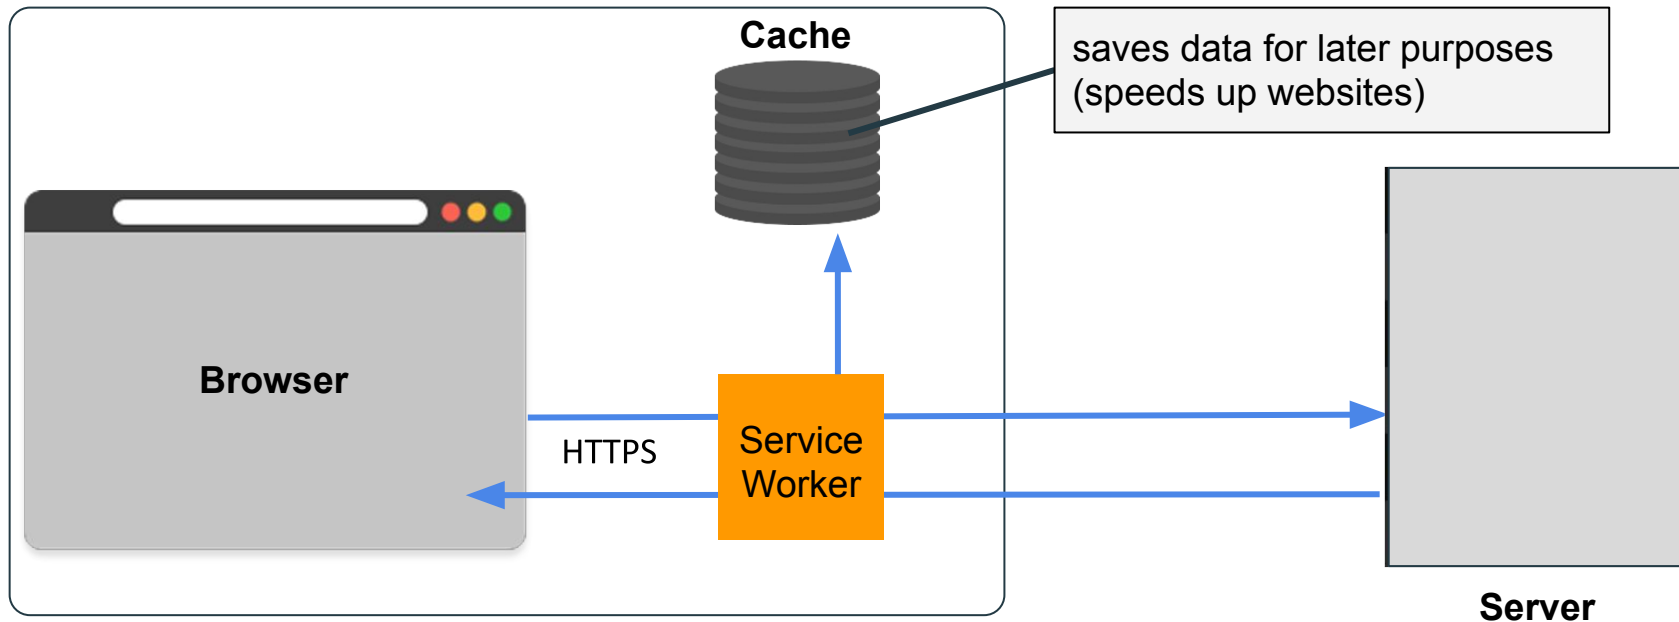 Cache
saves data for later purposes
(speeds up websites)
Browser
HTTPS
Service
Worker
Server